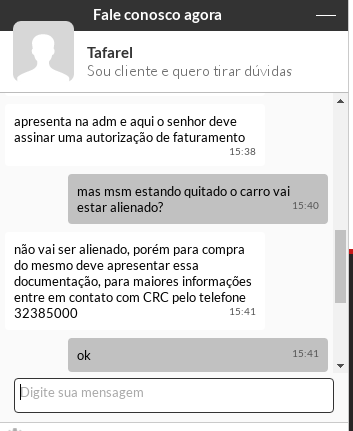 Fale conosco agora
Tafarel
Sou cliente e quero tirar dúvidas
apresenta na adm e aqui o senhor deve
assinar uma autorização de faturamento
15:38
mas msm estando quitado o carro vai
estar alienado?
15:40
não vai ser alienado, porém para compra
do mesmo deve apresentar essa
documentação, para maiores informações
entre em contato com CRC pelo telefone
32385000
15:41
ok
15:41
Digite sua mensagem